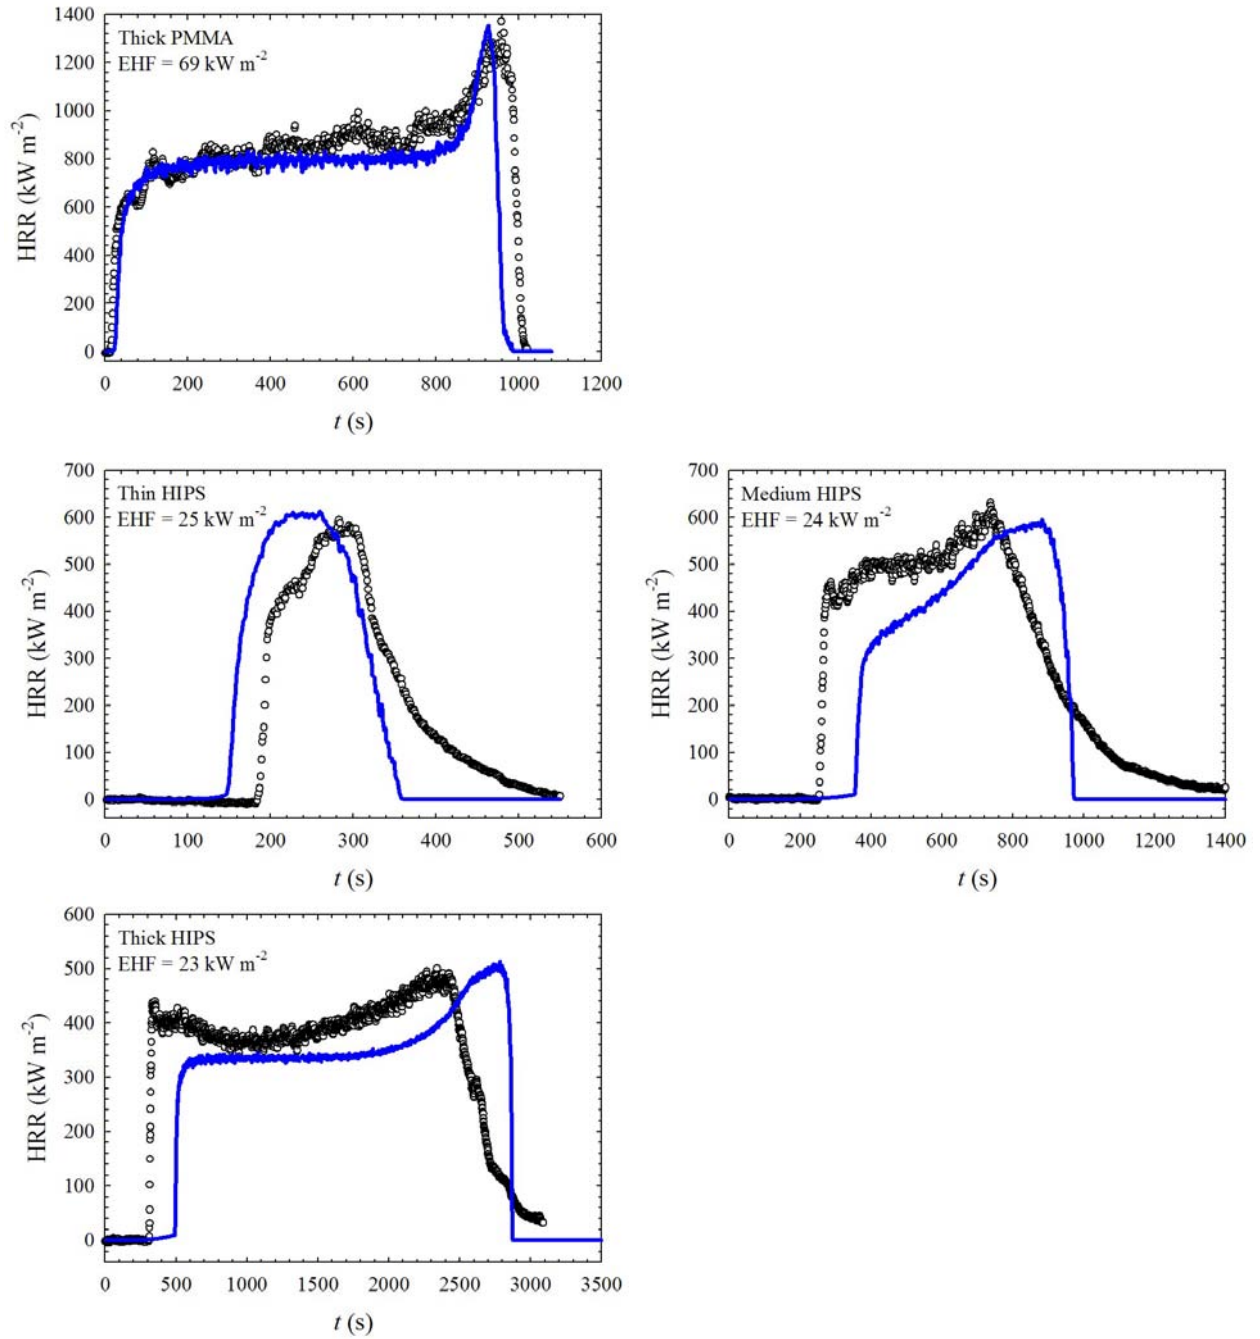 1400
1200
1000
800
600
400
200
0
HRR (kW m-2)
Thick PMMA
EHF = 69 kW m-2
0 200 400 600 800 1000 1200
t (s)
700
600
500
400
300
200
100
0
HRR (kW m-2)
Thin HIPS
EHF = 25 kW m-2
0 100 200 300 400 500 600
t (s)
700
600
500
400
300
200
100
0
HRR (kW m-2)
Medium HIPS
EHF = 24 kW m-2
0 200 400 600 800 1000 1200 1400
t (s)
600
500
400
300
200
100
0
HRR (kW m-2)
Thick HIPS
EHF = 23 kW m-2
0 500 1000 1500 2000 2500 3000 3500
t (s)